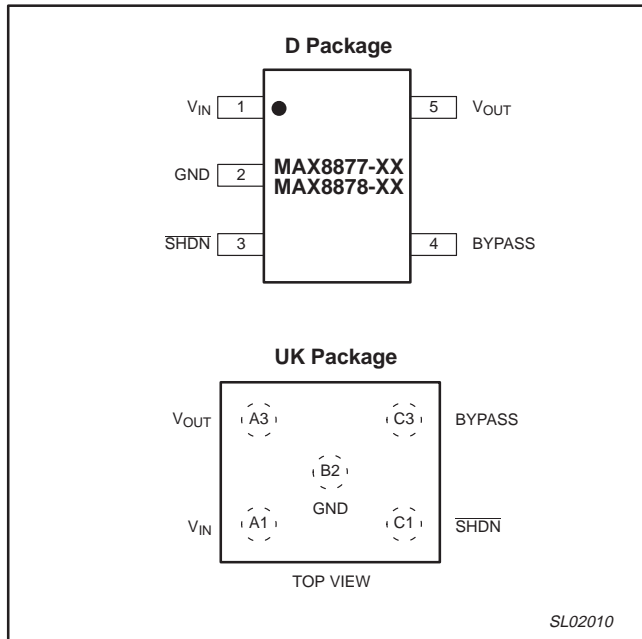 D Package
VIN 1 5 VOUT
GND 2 MAX8877-XX
MAX8878-XX
SHDN 3 4 BYPASS
UK Package
VOUT A3 C3 BYPASS
B2
GND
VIN A1 C1 SHDN
TOP VIEW
SL02010